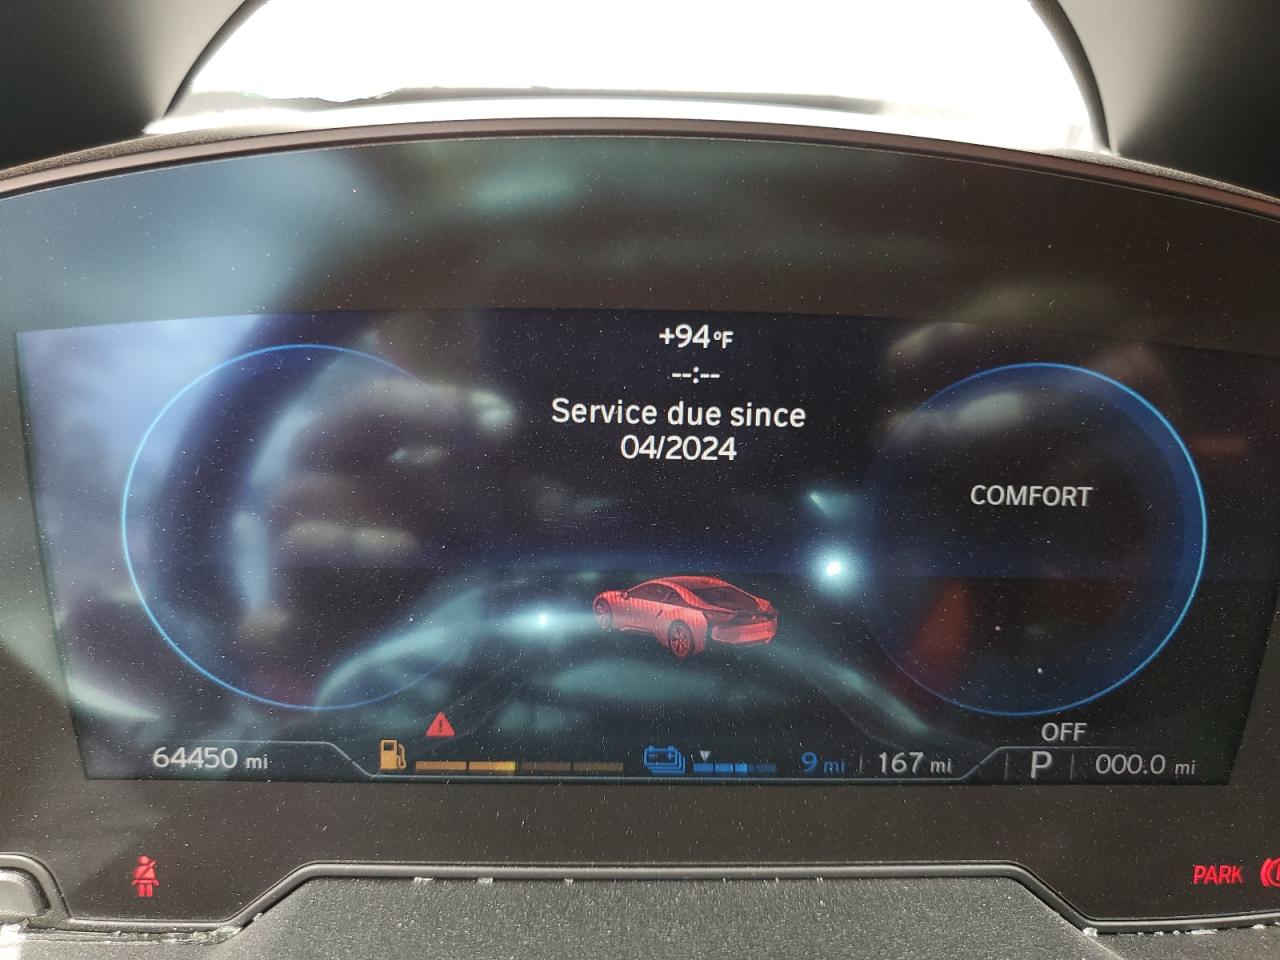 +94°F
--:--
Service due since
04/2024
COMFORT
OFF
64450 mi
9 mi
167 mi
P
000.0 mi
PARK